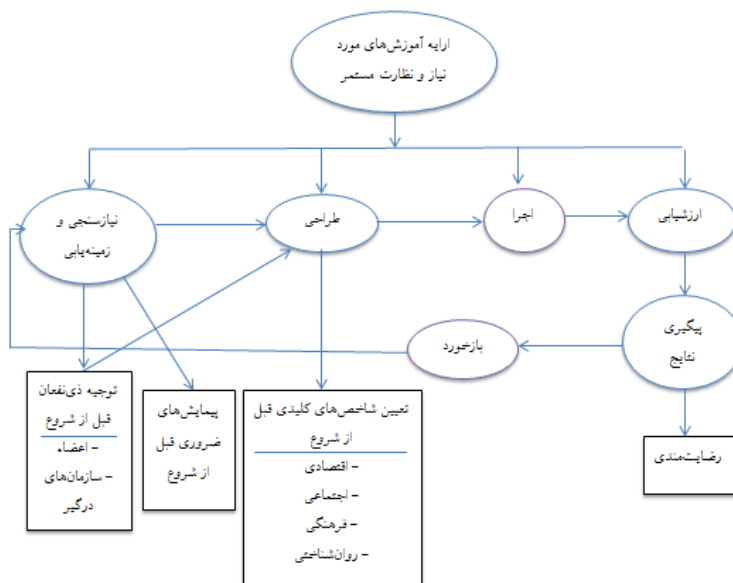 ارایه آموزش‌های مورد
نیاز و نظارت مستمر
نیازسنجی و
زمینه‌یابی
طراحی
اجرا
ارزشیابی
پیگیری
نتایج
بازخورد
توجیه ذی‌نفعان
قبل از شروع
- اعضاء
- سازمان‌های
درگیر
پیمایش‌های
ضروری قبل
از شروع
تعیین شاخص‌های کلیدی قبل
از شروع
- اقتصادی
- اجتماعی
- فرهنگی
- روان‌شناختی
رضایت‌مندی